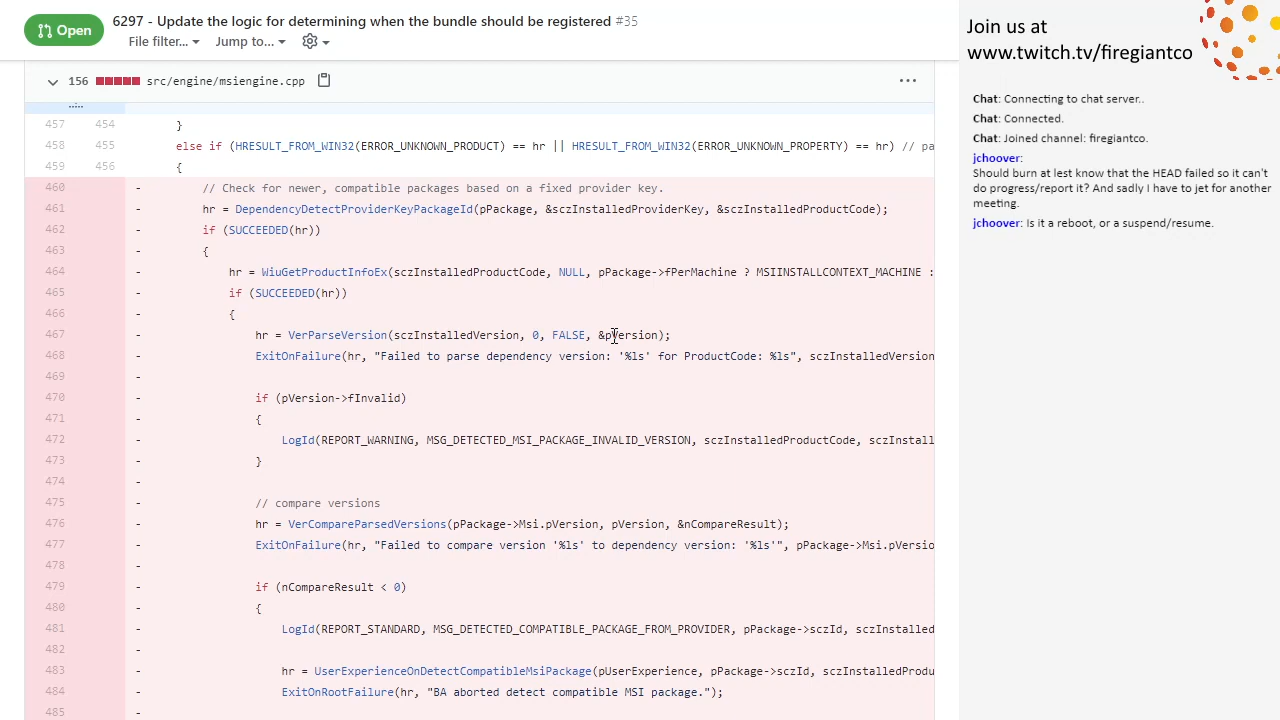 Open
6297 - Update the logic for determining when the bundle should be registered #35
File filter...
Jump to...
156 src/engine/msiengine.cpp
...
457 454 }
458 455 else if (HRESULT_FROM_WIN32(ERROR_UNKNOWN_PRODUCT) == hr || HRESULT_FROM_WIN32(ERROR_UNKNOWN_PROPERTY) == hr) // pa
459 456 {
460 - // Check for newer, compatible packages based on a fixed provider key.
461 - hr = DependencyDetectProviderKeyPackageId(pPackage, &sczInstalledProviderKey, &sczInstalledProductCode);
462 - if (SUCCEEDED(hr))
463 - {
464 - hr = WiuGetProductInfoEx(sczInstalledProductCode, NULL, pPackage->fPerMachine ? MSIINSTALLCONTEXT_MACHINE :
465 - if (SUCCEEDED(hr))
466 - {
467 - hr = VerParseVersion(sczInstalledVersion, 0, FALSE, &pVersion);
468 - ExitOnFailure(hr, "Failed to parse dependency version: '%ls' for ProductCode: %ls", sczInstalledVersion
469 -
470 - if (pVersion->fInvalid)
471 - {
472 - LogId(REPORT_WARNING, MSG_DETECTED_MSI_PACKAGE_INVALID_VERSION, sczInstalledProductCode, sczInstall
473 - }
474 -
475 - // compare versions
476 - hr = VerCompareParsedVersions(pPackage->Msi.pVersion, pVersion, &nCompareResult);
477 - ExitOnFailure(hr, "Failed to compare version '%ls' to dependency version: '%ls'", pPackage->Msi.pVersio
478 -
479 - if (nCompareResult < 0)
480 - {
481 - LogId(REPORT_STANDARD, MSG_DETECTED_COMPATIBLE_PACKAGE_FROM_PROVIDER, pPackage->sczId, sczInstalled
482 -
483 - hr = UserExperienceOnDetectCompatibleMsiPackage(pUserExperience, pPackage->sczId, sczInstalledProdu
484 - ExitOnRootFailure(hr, "BA aborted detect compatible MSI package.");
485 -
Join us at
www.twitch.tv/firegiantco
Chat: Connecting to chat server..
Chat: Connected.
Chat: Joined channel: firegiantco.
jchoover:
Should burn at lest know that the HEAD failed so it can't
do progress/report it? And sadly I have to jet for another
meeting.
jchoover: Is it a reboot, or a suspend/resume.